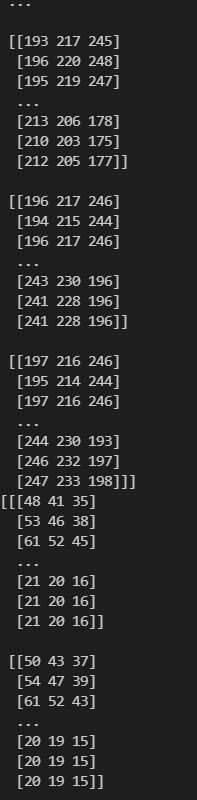 ...
[[193 217 245]
[196 220 248]
[195 219 247]
...
[213 206 178]
[210 203 175]
[212 205 177]]
[[196 217 246]
[194 215 244]
[196 217 246]
...
[243 230 196]
[241 228 196]
[241 228 196]]
[[197 216 246]
[195 214 244]
[197 216 246]
...
[244 230 193]
[246 232 197]
[247 233 198]]]
[[[48 41 35]
[53 46 38]
[61 52 45]
...
[21 20 16]
[21 20 16]
[21 20 16]]
[[50 43 37]
[54 47 39]
[61 52 43]
...
[20 19 15]
[20 19 15]
[20 19 15]]